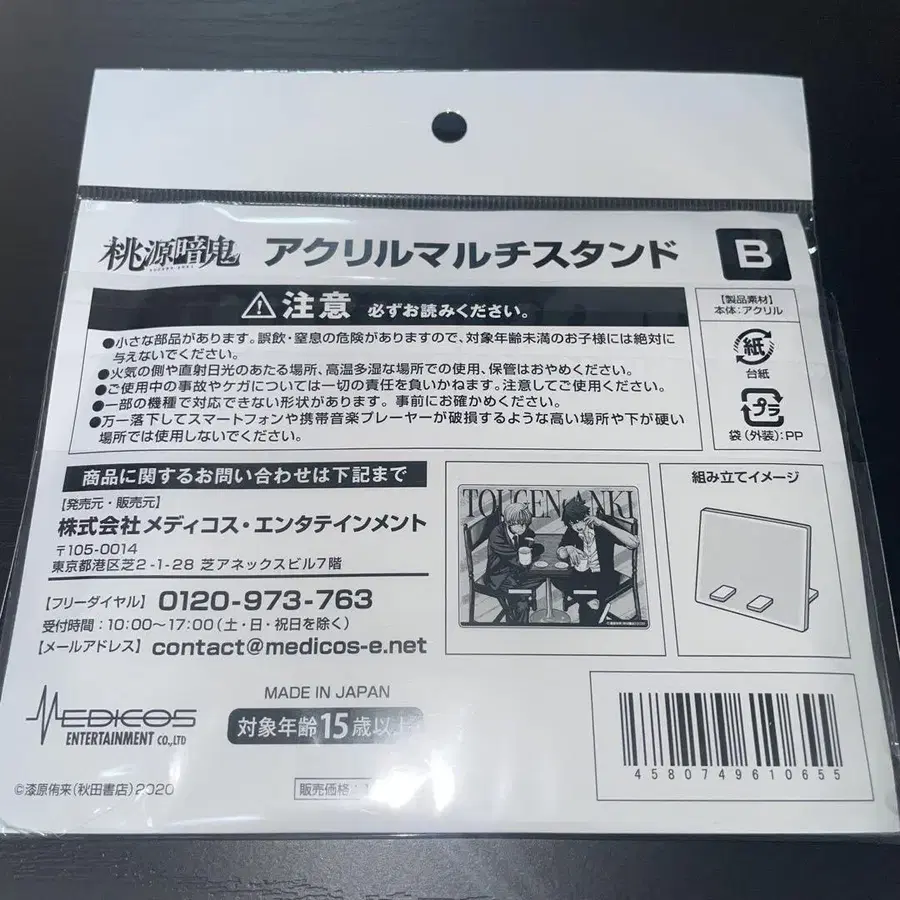 桃源暗鬼 アクリルマルチスタンド B
⚠注意 必ずお読みください。
●小さな部品があります。誤飲・窒息の危険がありますので、対象年齢未満のお子様には絶対に
与えないでください。
●火気の側や直射日光のあたる場所、高温多湿な場所での使用、保管はおやめください。
●ご使用中の事故やケガについては一切の責任を負いかねます。注意してご使用ください。
●一部の機種で対応できない形状があります。事前にお確かめください。
●万一落下してスマートフォンや携帯音楽プレーヤーが破損するような高い場所や下が硬い
場所では使用しないでください。
【製品素材】
本体:アクリル
紙
台紙
プラ
袋(外装):PP
商品に関するお問い合わせは下記まで
【発売元・販売元】
株式会社メディコス・エンタテインメント
〒105-0014
東京都港区芝2-1-28 芝アネックスビル7階
【フリーダイヤル】 0120-973-763
受付時間:10:00〜17:00(土・日・祝日を除く)
【メールアドレス】 contact@medicos-e.net
TOUGEN ANKI
組み立てイメージ
MEDICOS
ENTERTAINMENT CO.,LTD
MADE IN JAPAN
対象年齢15歳以上
©漆原侑来(秋田書店)2020
販売価格:
4580749610655